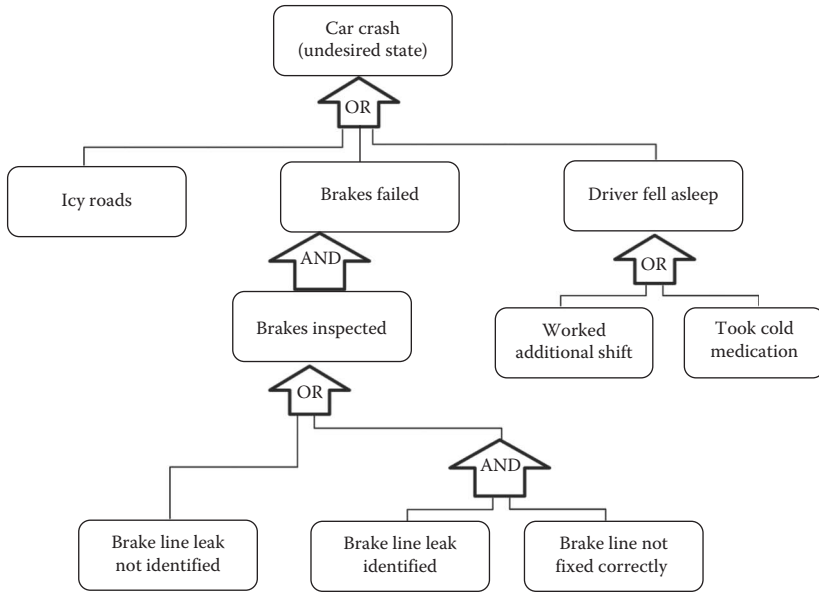 Car crash
(undesired state)
OR
Icy roads
Brakes failed
Driver fell asleep
AND
OR
Brakes inspected
Worked
additional shift
Took cold
medication
OR
AND
Brake line leak
not identified
Brake line leak
identified
Brake line not
fixed correctly